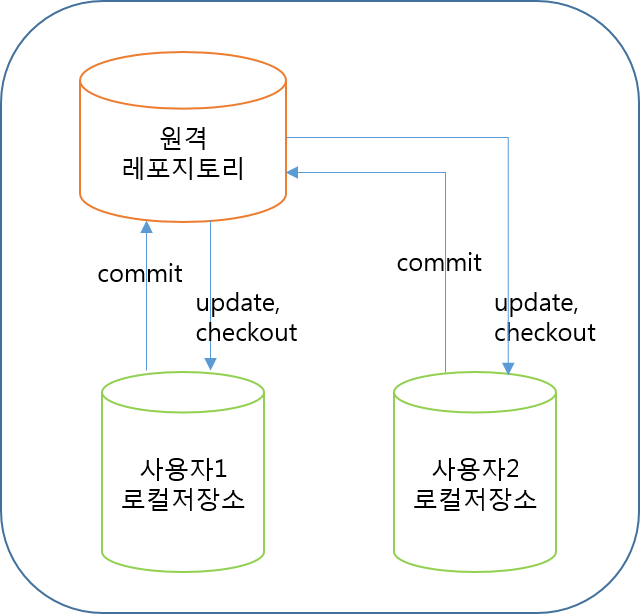 원격
레포지토리
commit
update,
checkout
commit
update,
checkout
사용자1
로컬저장소
사용자2
로컬저장소